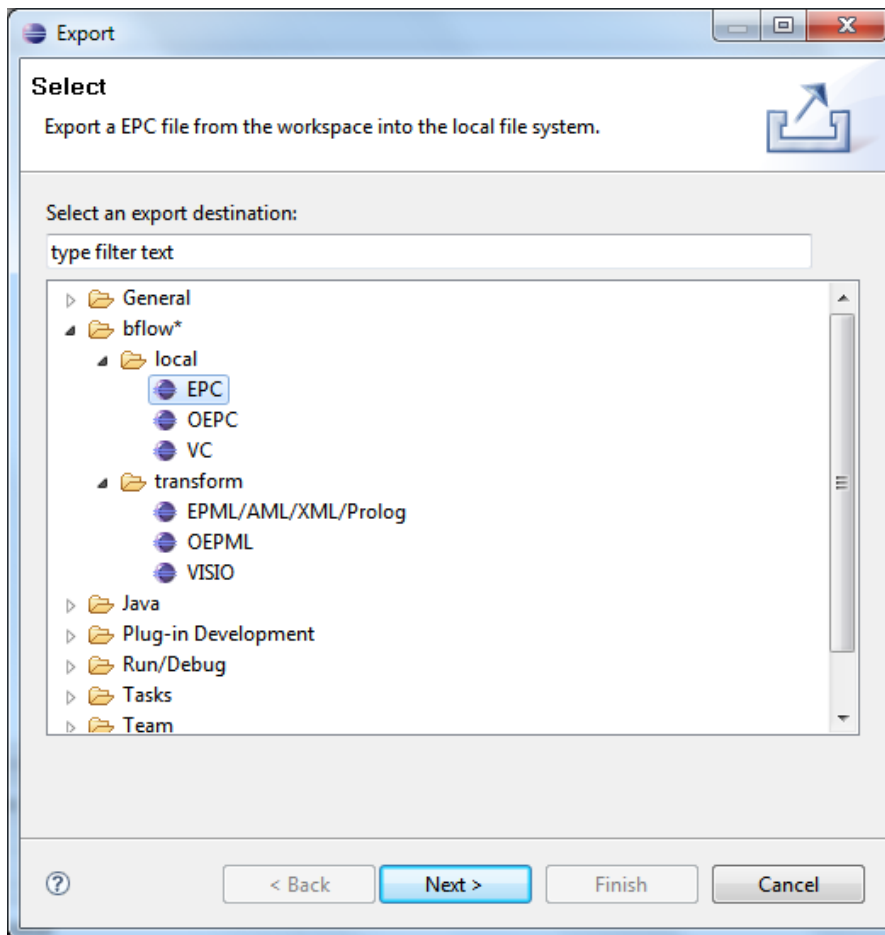 Export
Select
Export a EPC file from the workspace into the local file system.
Select an export destination:
type filter text
General
bflow*
local
EPC
OEPC
VC
transform
EPML/AML/XML/Prolog
OEPML
VISIO
Java
Plug-in Development
Run/Debug
Tasks
Team
?
< Back
Next >
Finish
Cancel